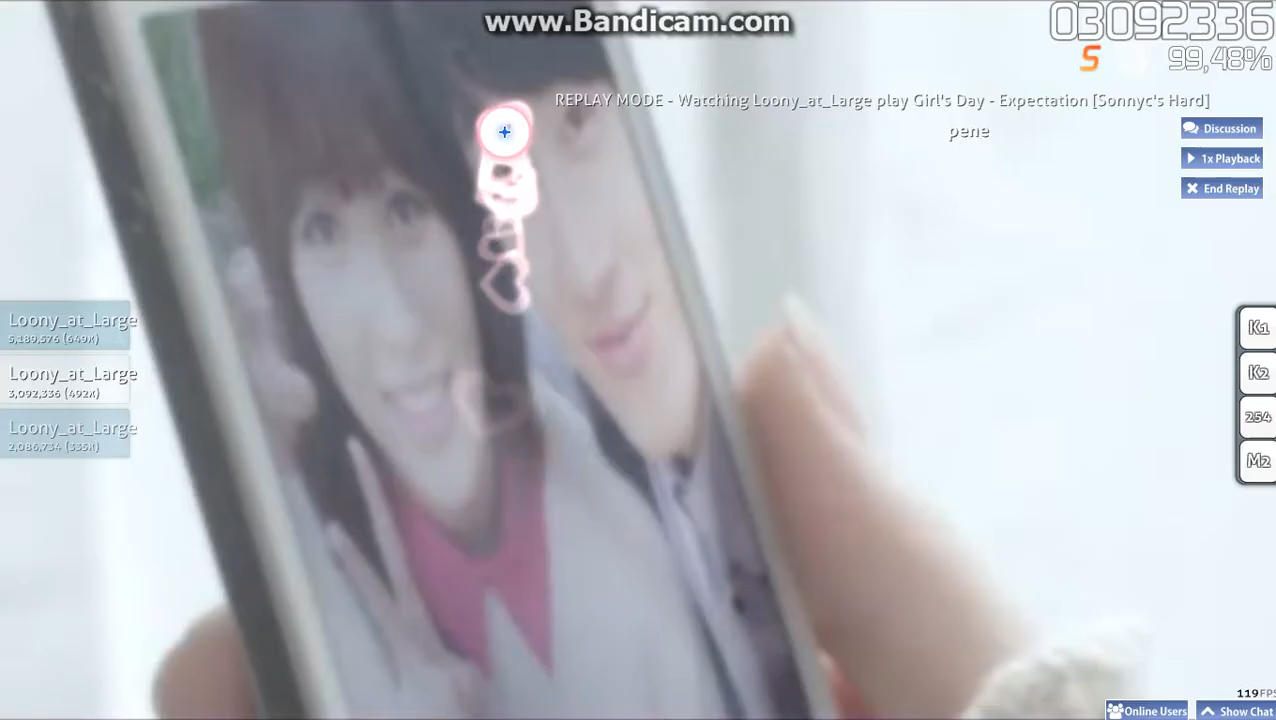 www.Bandicam.com
03092336
S 99,48%
REPLAY MODE - Watching Loony_at_Large play Girl's Day - Expectation [Sonnyc's Hard]
pene
Discussion
1x Playback
End Replay
Loony_at_Large
5,189,576 (649x)
Loony_at_Large
3,092,336 (492x)
Loony_at_Large
2,086,734 (335x)
K1
K2
254
M2
119FPS
Online Users
Show Chat